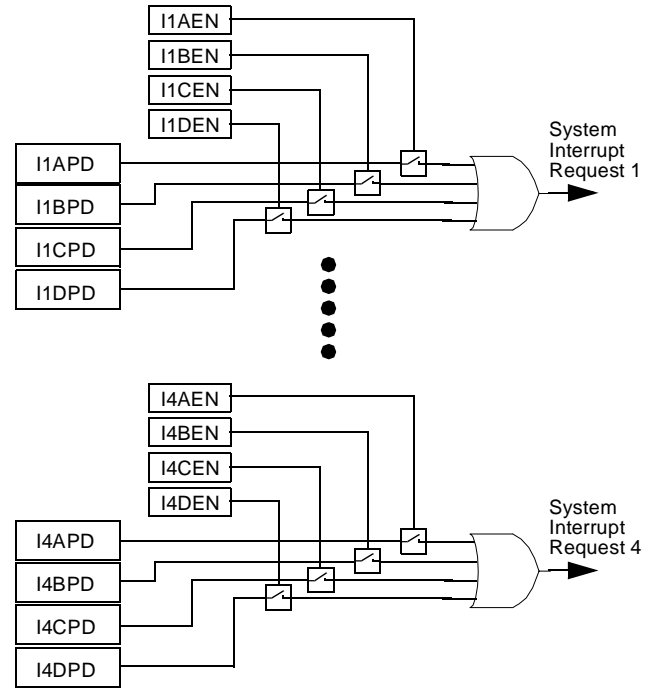 I1AEN
I1BEN
I1CEN
I1DEN
I1APD
I1BPD
I1CPD
I1DPD
System
Interrupt
Request 1
I4AEN
I4BEN
I4CEN
I4DEN
I4APD
I4BPD
I4CPD
I4DPD
System
Interrupt
Request 4